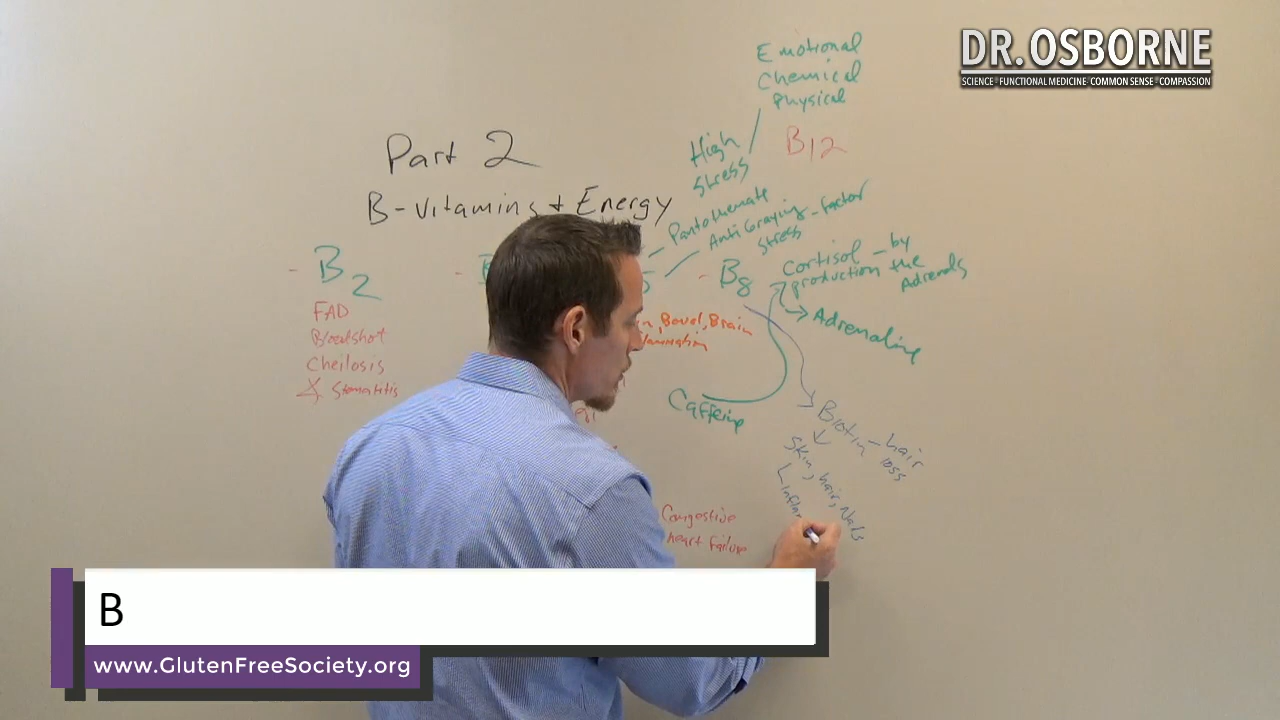 DR. OSBORNE
SCIENCE · FUNCTIONAL MEDICINE · COMMON SENSE · COMPASSION
Emotional
Chemical
Physical
High
Stress
B12
Part 2
B-Vitamins + Energy
Pantothenate
Anti Graying-factor
Stress
- B2
FAD
Bloodshot
Cheilosis
Stomatitis
- B8
Cortisol - by
production the
Adrenals
Adrenaline
Bowel, Brain
Caffeine
Biotin - hair
loss
Skin, hair, Nails
Congestive
heart Failure
B
www.GlutenFreeSociety.org